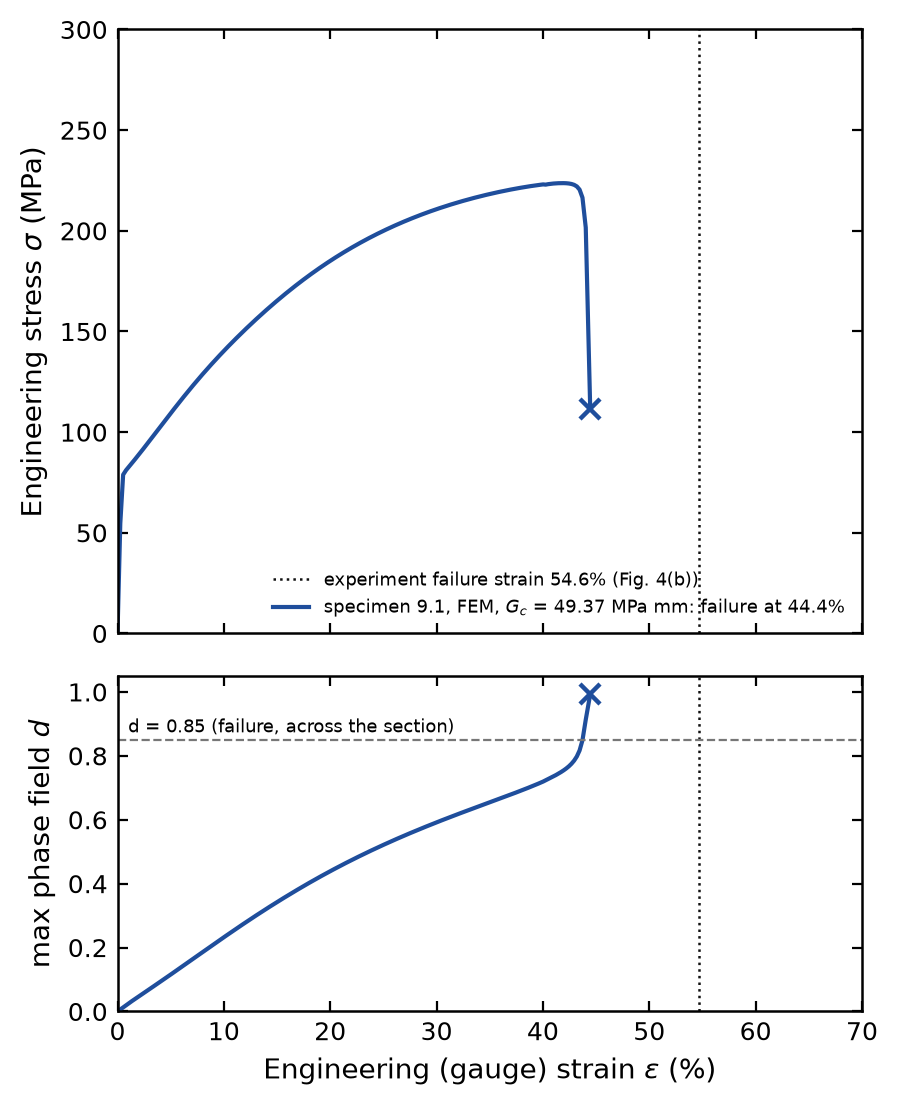 300
250
200
150
100
50
0
Engineering stress σ (MPa)
experiment failure strain 54.6% (Fig. 4(b))
specimen 9.1, FEM, G_c = 49.37 MPa mm: failure at 44.4%
1.0
0.8
0.6
0.4
0.2
0.0
max phase field d
d = 0.85 (failure, across the section)
0 10 20 30 40 50 60 70
Engineering (gauge) strain ε (%)